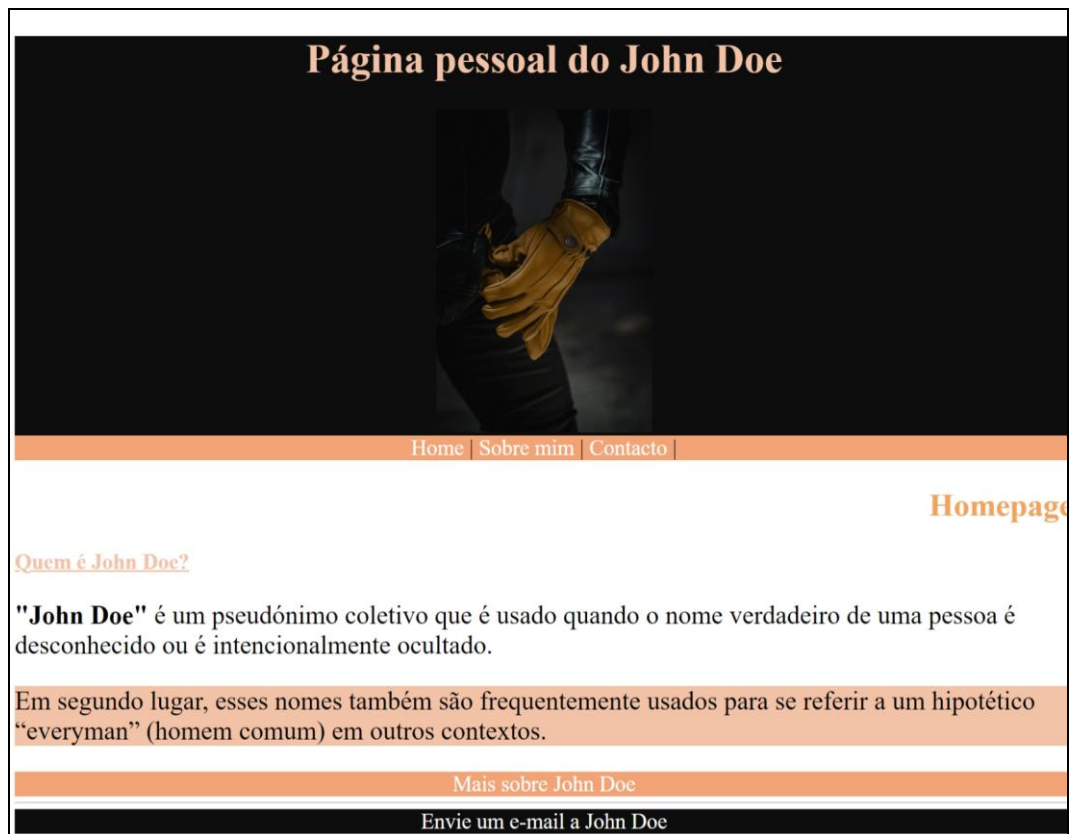 Página pessoal do John Doe
Home | Sobre mim | Contacto |
Homepage
Quem é John Doe?
"John Doe" é um pseudónimo coletivo que é usado quando o nome verdadeiro de uma pessoa é
desconhecido ou é intencionalmente ocultado.
Em segundo lugar, esses nomes também são frequentemente usados para se referir a um hipotético
“everyman” (homem comum) em outros contextos.
Mais sobre John Doe
Envie um e-mail a John Doe